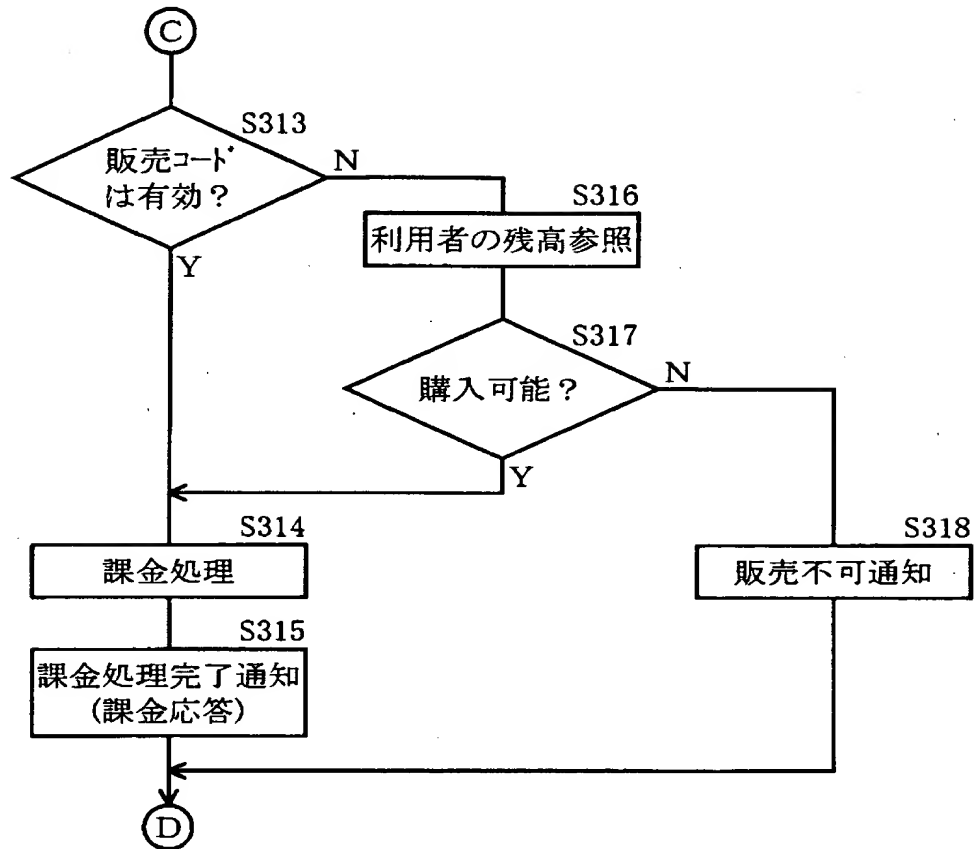 C
S313
販売ｺｰﾄﾞ
は有効？
N
Y
S316
利用者の残高参照
S317
購入可能？
N
Y
S314
課金処理
S318
販売不可通知
S315
課金処理完了通知
(課金応答)
D